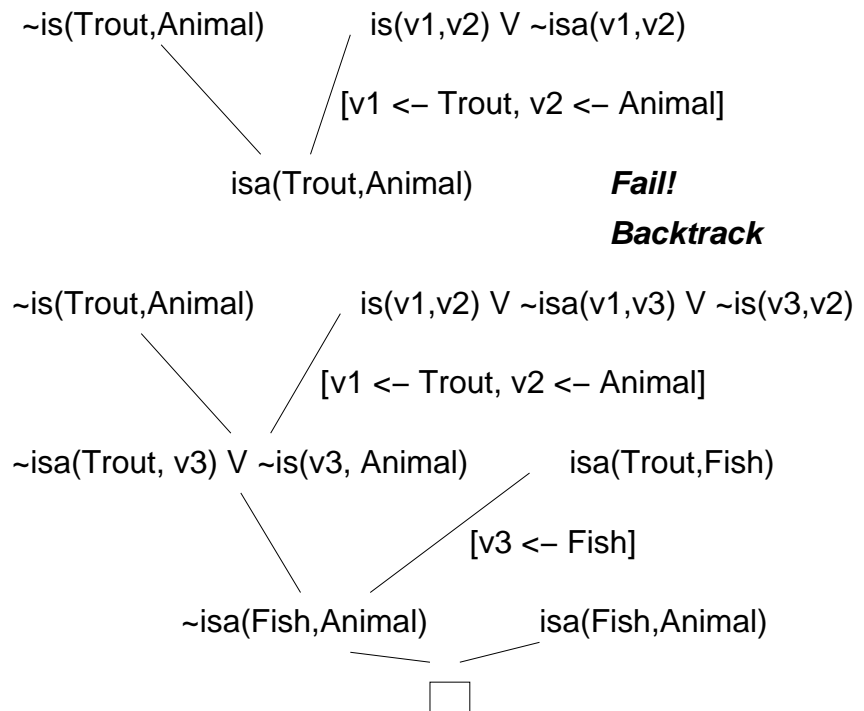 ~is(Trout,Animal) is(v1,v2) V ~isa(v1,v2)
[v1 <− Trout, v2 <− Animal]
isa(Trout,Animal) Fail!
Backtrack
~is(Trout,Animal) is(v1,v2) V ~isa(v1,v3) V ~is(v3,v2)
[v1 <− Trout, v2 <− Animal]
~isa(Trout, v3) V ~is(v3, Animal) isa(Trout,Fish)
[v3 <− Fish]
~isa(Fish,Animal) isa(Fish,Animal)